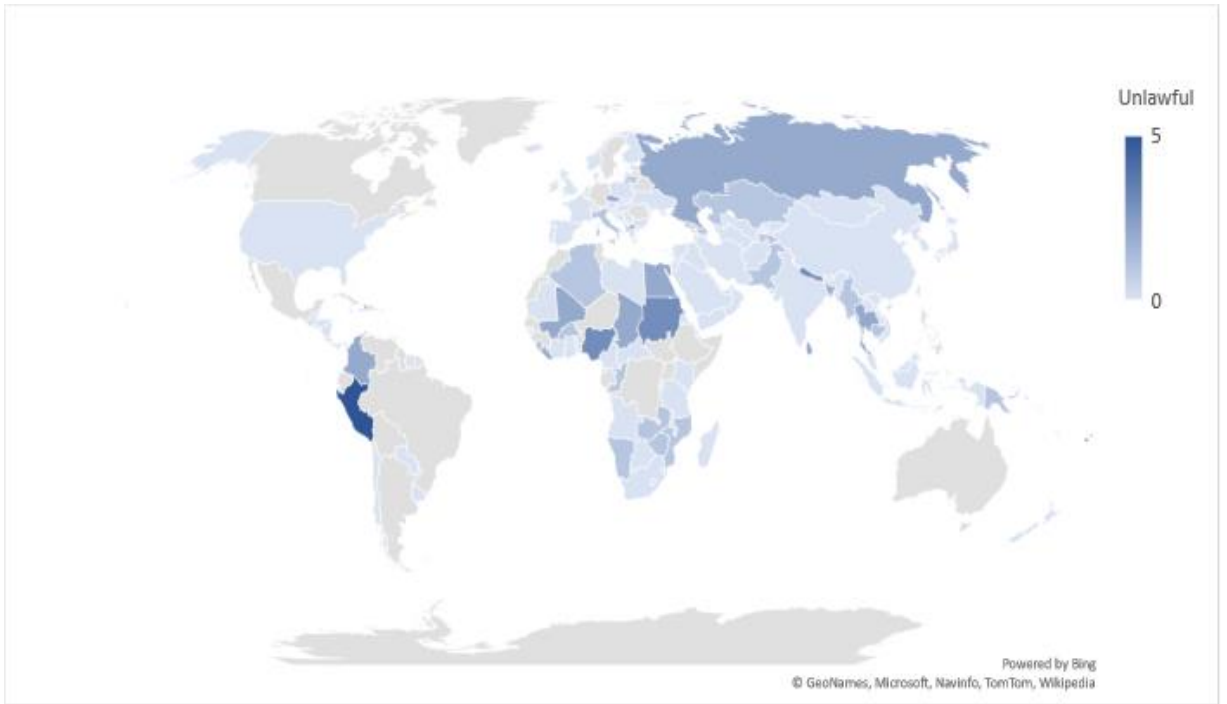 Unlawful
5
0
Powered by Bing
© GeoNames, Microsoft, Navinfo, TomTom, Wikipedia